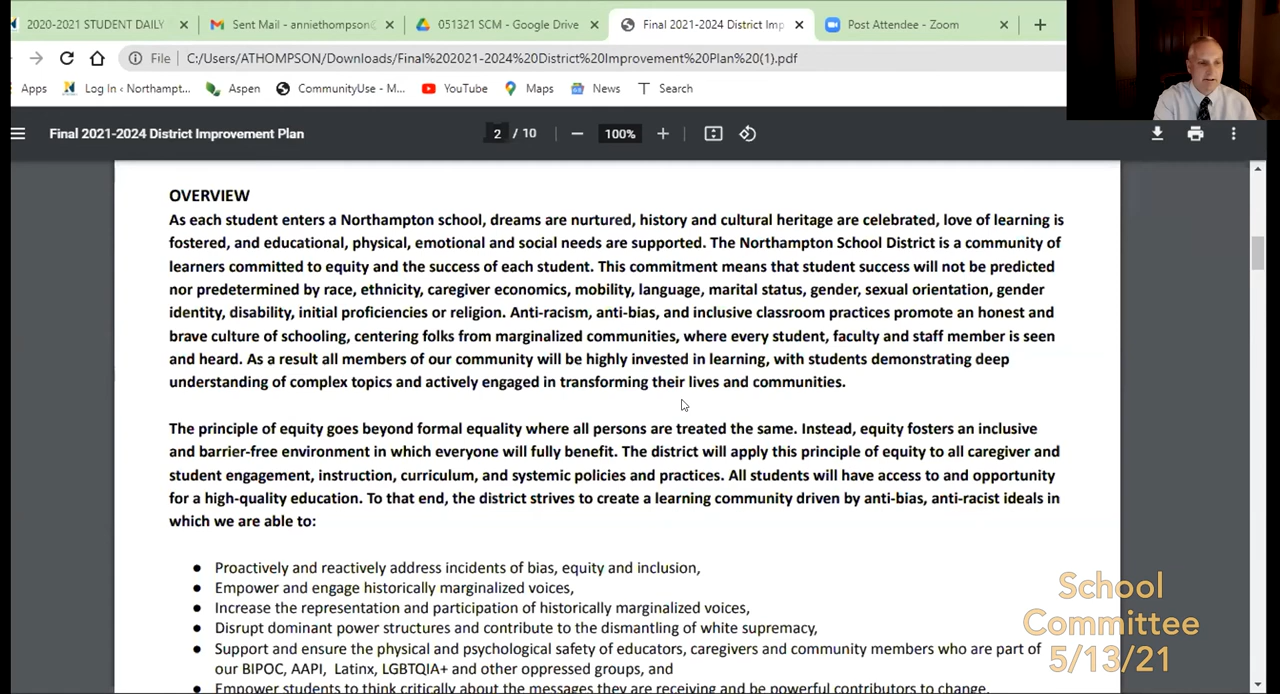 2020-2021 STUDENT DAILY
Sent Mail - anniethompson@
051321 SCM - Google Drive
Final 2021-2024 District Imp
Post Attendee - Zoom
File C:/Users/ATHOMPSON/Downloads/Final%202021-2024%20District%20Improvement%20Plan%20(1).pdf
Apps
Log In ‹ Northampt...
Aspen
CommunityUse - M...
YouTube
Maps
News
Search
Final 2021-2024 District Improvement Plan
2 / 10
100%
OVERVIEW
As each student enters a Northampton school, dreams are nurtured, history and cultural heritage are celebrated, love of learning is
fostered, and educational, physical, emotional and social needs are supported. The Northampton School District is a community of
learners committed to equity and the success of each student. This commitment means that student success will not be predicted
nor predetermined by race, ethnicity, caregiver economics, mobility, language, marital status, gender, sexual orientation, gender
identity, disability, initial proficiencies or religion. Anti-racism, anti-bias, and inclusive classroom practices promote an honest and
brave culture of schooling, centering folks from marginalized communities, where every student, faculty and staff member is seen
and heard. As a result all members of our community will be highly invested in learning, with students demonstrating deep
understanding of complex topics and actively engaged in transforming their lives and communities.
The principle of equity goes beyond formal equality where all persons are treated the same. Instead, equity fosters an inclusive
and barrier-free environment in which everyone will fully benefit. The district will apply this principle of equity to all caregiver and
student engagement, instruction, curriculum, and systemic policies and practices. All students will have access to and opportunity
for a high-quality education. To that end, the district strives to create a learning community driven by anti-bias, anti-racist ideals in
which we are able to:
● Proactively and reactively address incidents of bias, equity and inclusion,
● Empower and engage historically marginalized voices,
● Increase the representation and participation of historically marginalized voices,
● Disrupt dominant power structures and contribute to the dismantling of white supremacy,
● Support and ensure the physical and psychological safety of educators, caregivers and community members who are part of
our BIPOC, AAPI, Latinx, LGBTQIA+ and other oppressed groups, and
● Empower students to think critically about the messages they are receiving and be powerful contributors to change.
School
Committee
5/13/21